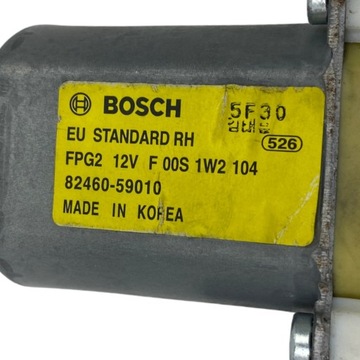 BOSCH 5F30
EU STANDARD RH
526
FPG2 12V F 00S 1W2 104
82460-59010
MADE IN KOREA